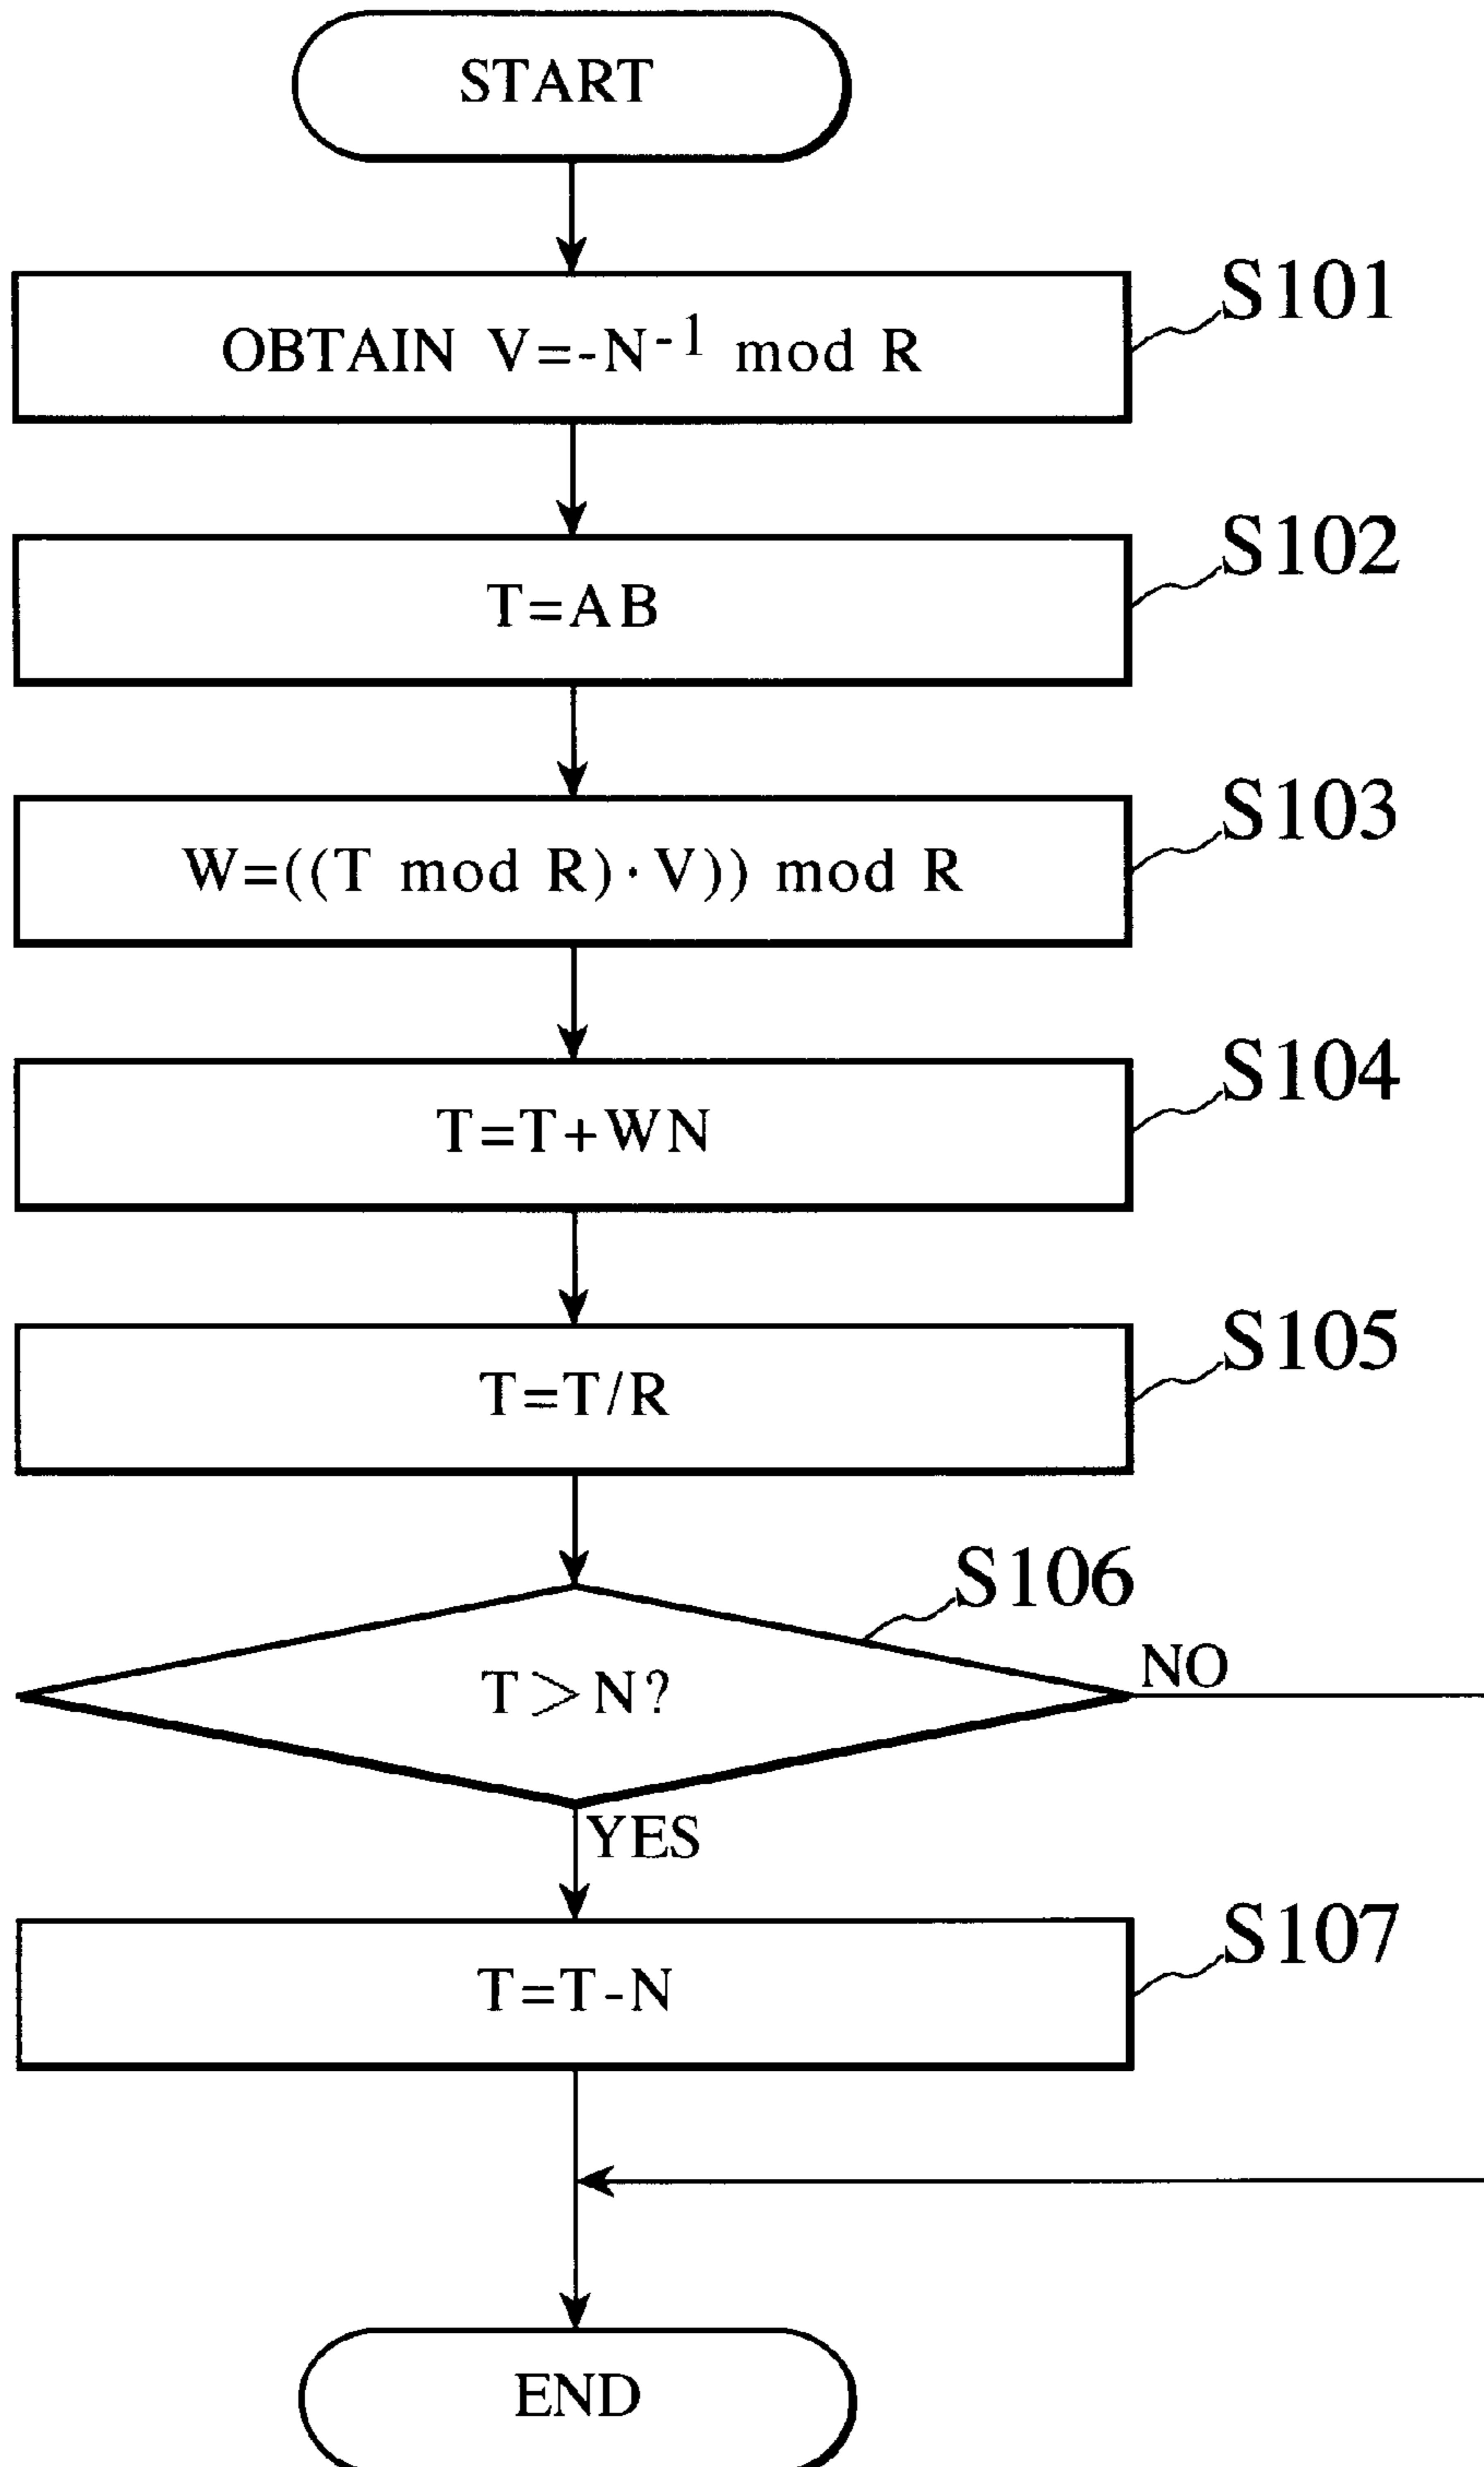 START
S101
OBTAIN V=-N⁻¹ mod R
S102
T=AB
S103
W=((T mod R)·V)) mod R
S104
T=T+WN
S105
T=T/R
S106
T>N?
NO
YES
S107
T=T-N
END